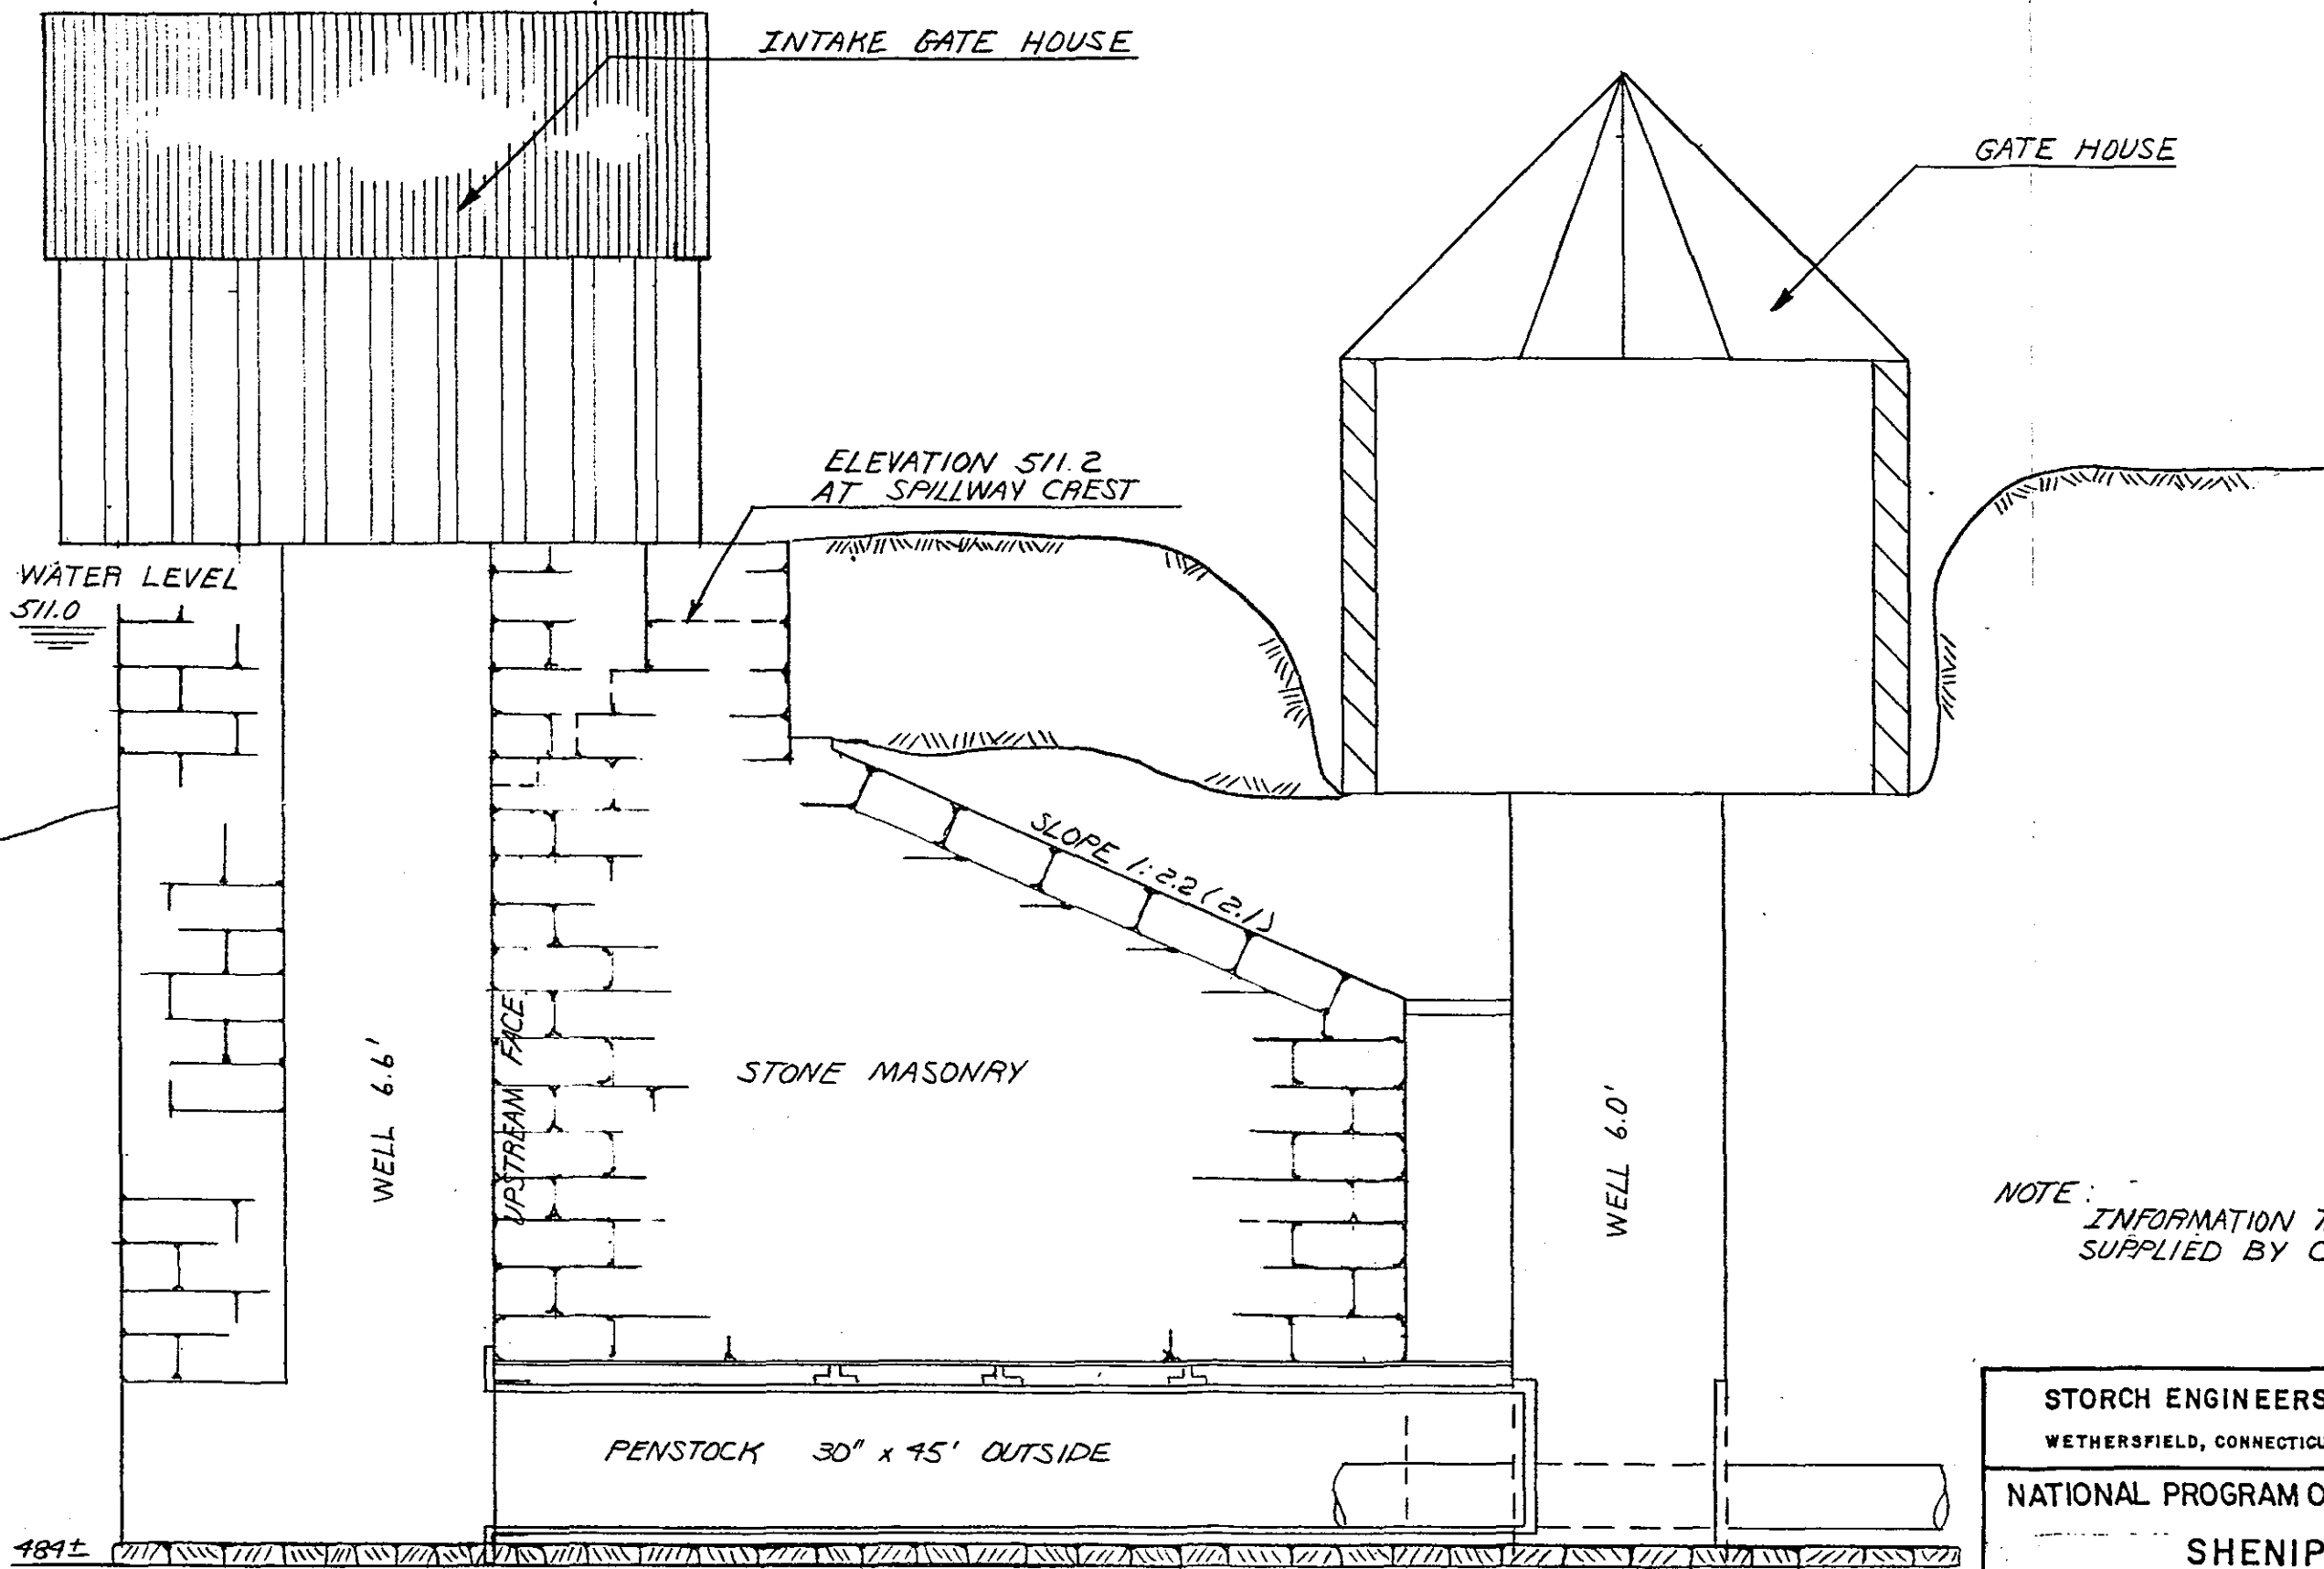 INTAKE GATE HOUSE
GATE HOUSE
ELEVATION 511.2
AT SPILLWAY CREST
WATER LEVEL
511.0
SLOPE 1:2.2 (2.1)
WELL 6.6'
UPSTREAM FACE
STONE MASONRY
WELL 6.0'
NOTE:
INFORMATION
SUPPLIED BY
PENSTOCK 30" x 45' OUTSIDE
484±
STORCH ENGINEERS
WETHERSFIELD, CONNECTICU
NATIONAL PROGRAM O
SHENIP